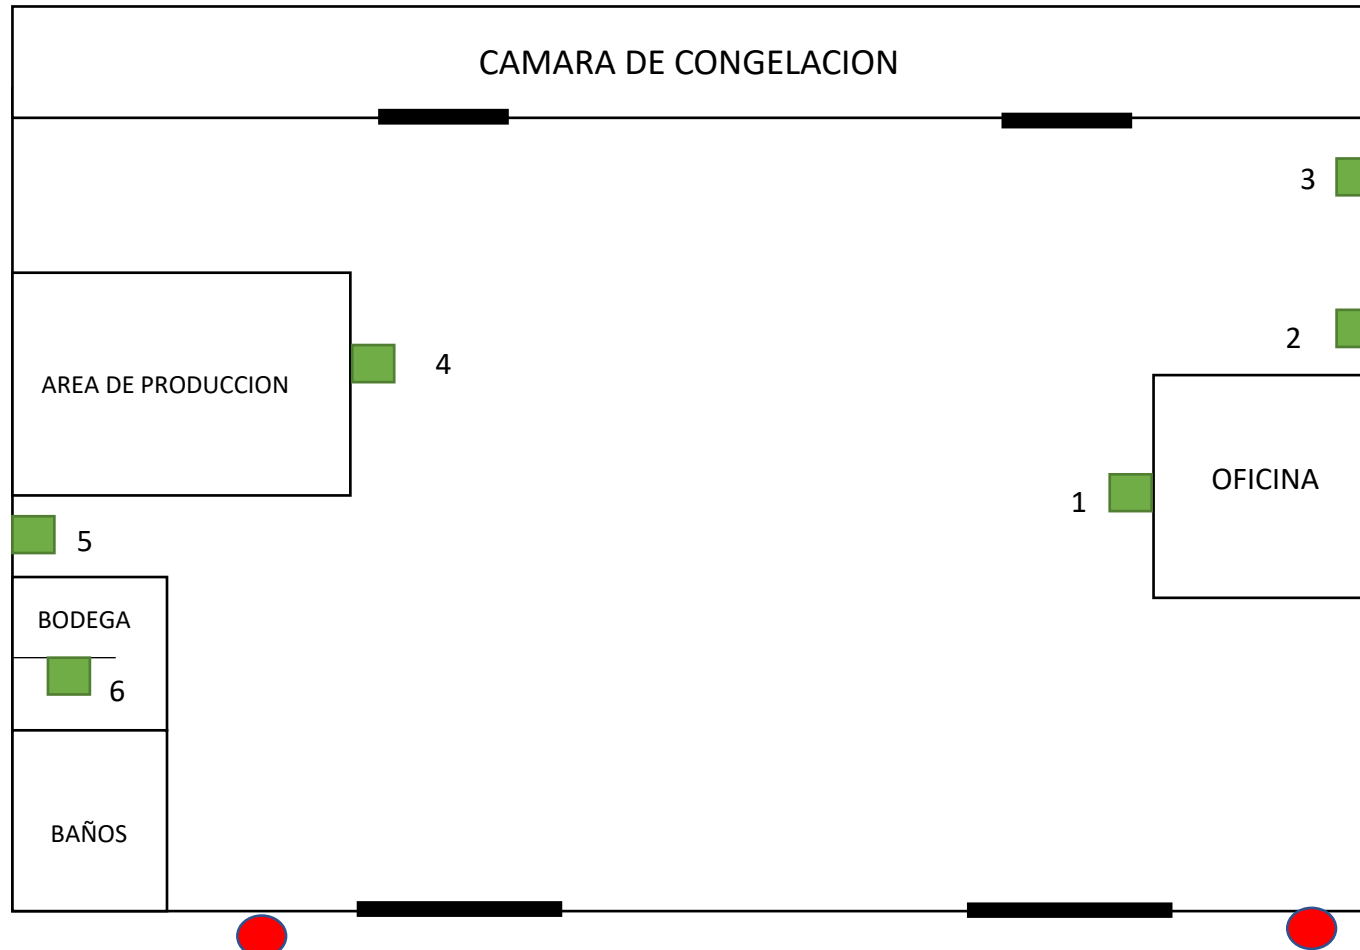 CAMARA DE CONGELACION
3
2
4
AREA DE PRODUCCION
OFICINA
1
5
BODEGA
6
BAÑOS